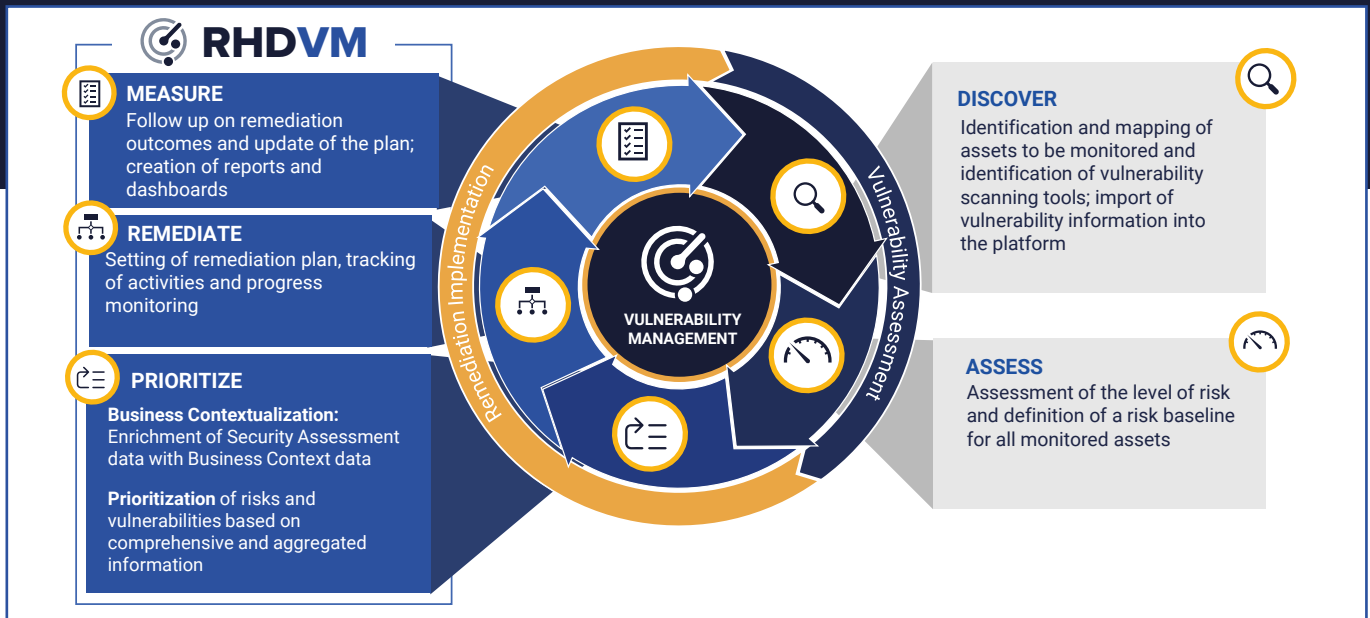 RHDVM
MEASURE
Follow up on remediation
outcomes and update of the plan;
creation of reports and
dashboards
REMEDIATE
Setting of remediation plan, tracking
of activities and progress
monitoring
PRIORITIZE
Business Contextualization:
Enrichment of Security Assessment
data with Business Context data
Prioritization of risks and
vulnerabilities based on
comprehensive and aggregated
information
Remediation Implementation
VULNERABILITY
MANAGEMENT
Vulnerability Assessment
DISCOVER
Identification and mapping of
assets to be monitored and
identification of vulnerability
scanning tools; import of
vulnerability information into
the platform
ASSESS
Assessment of the level of risk
and definition of a risk baseline
for all monitored assets